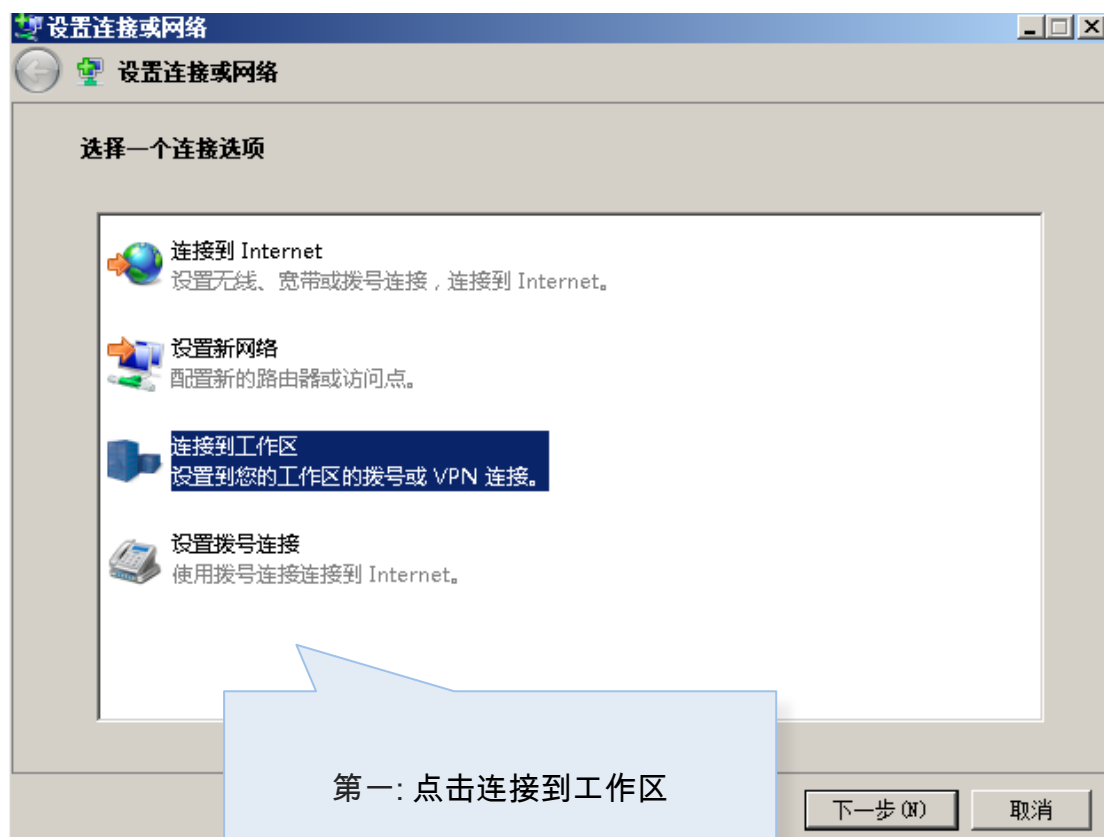 设置连接或网络
设置连接或网络
选择一个连接选项
连接到 Internet
设置无线、宽带或拨号连接，连接到 Internet。
设置新网络
配置新的路由器或访问点。
连接到工作区
设置到您的工作区的拨号或 VPN 连接。
设置拨号连接
使用拨号连接连接到 Internet。
第一: 点击连接到工作区
下一步(N)
取消